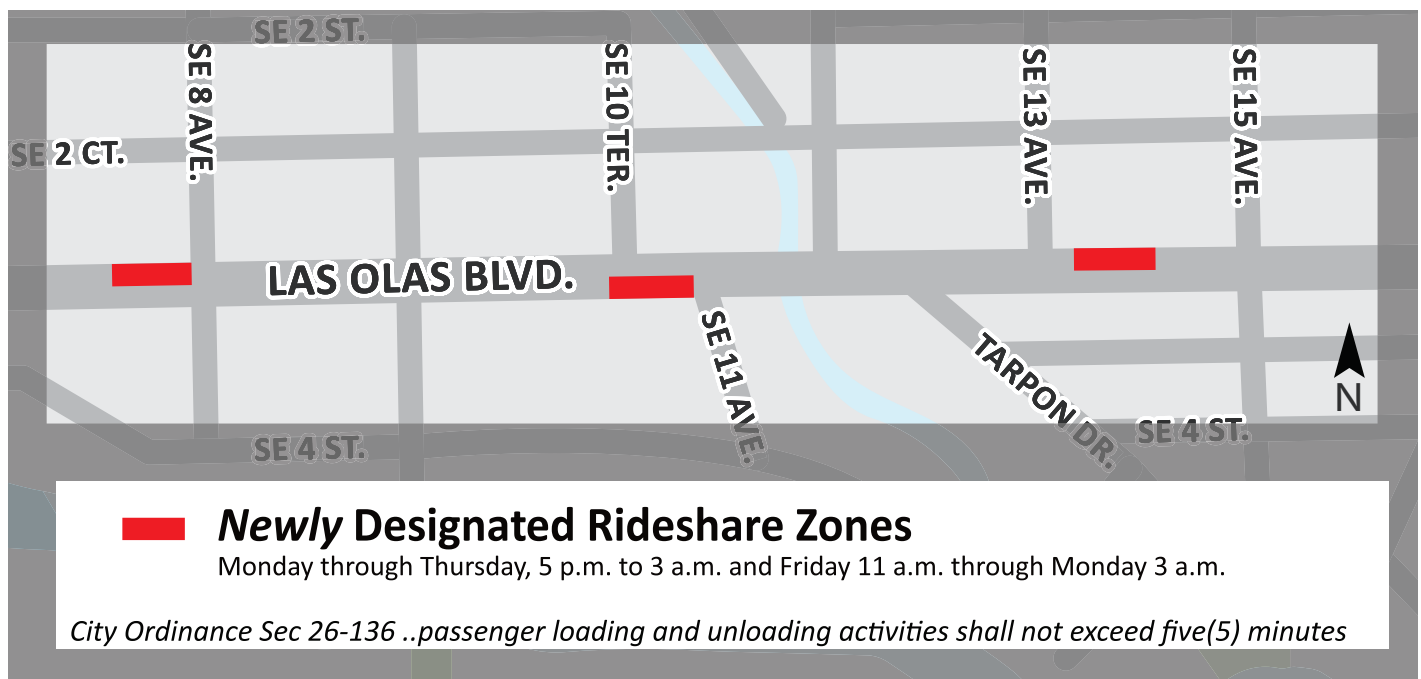 SE 2 ST.
SE 8 AVE.
SE 10 TER.
SE 13 AVE.
SE 15 AVE.
SE 2 CT.
LAS OLAS BLVD.
SE 11 AVE.
TARPON DR.
N
SE 4 ST.
SE 4 ST.
Newly Designated Rideshare Zones
Monday through Thursday, 5 p.m. to 3 a.m. and Friday 11 a.m. through Monday 3 a.m.
City Ordinance Sec 26-136 ..passenger loading and unloading activities shall not exceed five(5) minutes